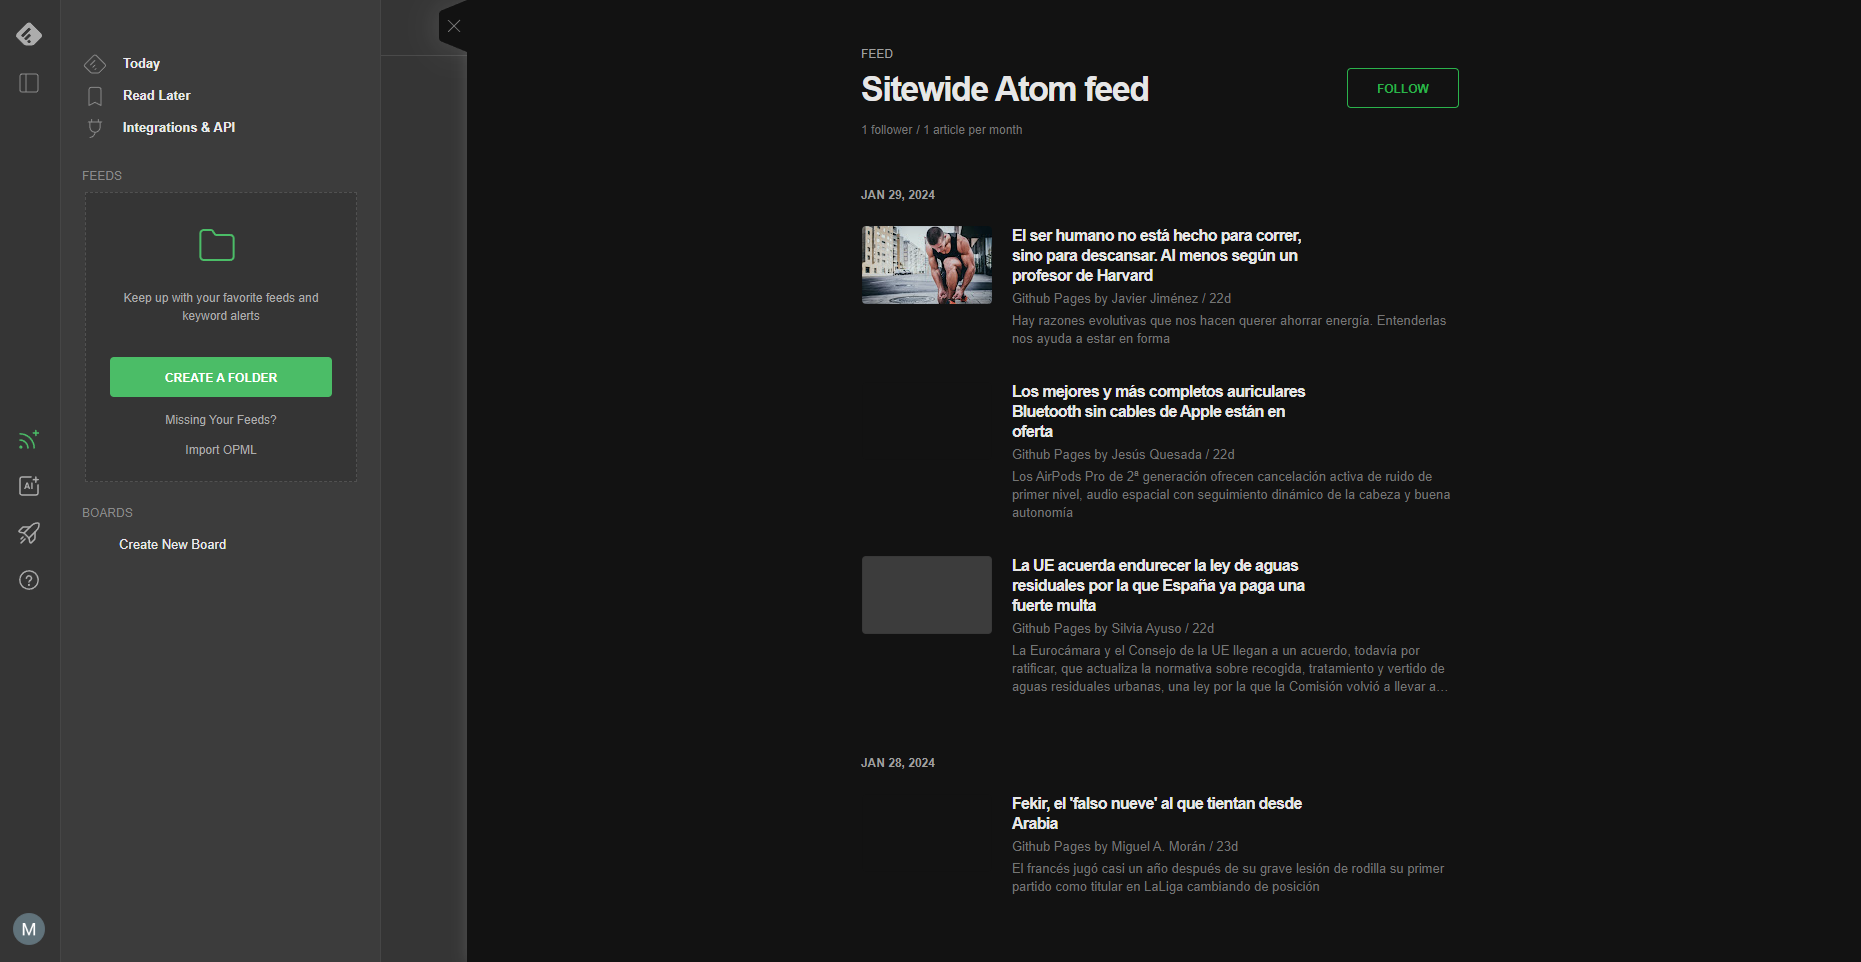 Today
Read Later
Integrations & API
FEEDS
Keep up with your favorite feeds and
keyword alerts
CREATE A FOLDER
Missing Your Feeds?
Import OPML
BOARDS
Create New Board
AI
M
FEED
Sitewide Atom feed
FOLLOW
1 follower / 1 article per month
JAN 29, 2024
El ser humano no está hecho para correr,
sino para descansar. Al menos según un
profesor de Harvard
Github Pages by Javier Jiménez / 22d
Hay razones evolutivas que nos hacen querer ahorrar energía. Entenderlas
nos ayuda a estar en forma
Los mejores y más completos auriculares
Bluetooth sin cables de Apple están en
oferta
Github Pages by Jesús Quesada / 22d
Los AirPods Pro de 2ª generación ofrecen cancelación activa de ruido de
primer nivel, audio espacial con seguimiento dinámico de la cabeza y buena
autonomía
La UE acuerda endurecer la ley de aguas
residuales por la que España ya paga una
fuerte multa
Github Pages by Silvia Ayuso / 22d
La Eurocámara y el Consejo de la UE llegan a un acuerdo, todavía por
ratificar, que actualiza la normativa sobre recogida, tratamiento y vertido de
aguas residuales urbanas, una ley por la que la Comisión volvió a llevar a...
JAN 28, 2024
Fekir, el 'falso nueve' al que tientan desde
Arabia
Github Pages by Miguel A. Morán / 23d
El francés jugó casi un año después de su grave lesión de rodilla su primer
partido como titular en LaLiga cambiando de posición